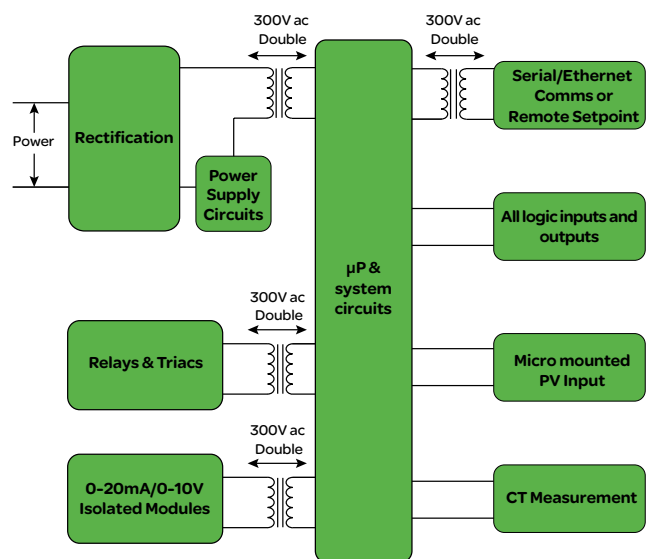 300V ac
Double
300V ac
Double
Rectification
Serial/Ethernet
Comms or
Remote Setpoint
Power
Power
Supply
Circuits
All logic inputs and
outputs
µP &
system
circuits
300V ac
Double
Relays & Triacs
Micro mounted
PV Input
300V ac
Double
0-20mA/0-10V
Isolated Modules
CT Measurement